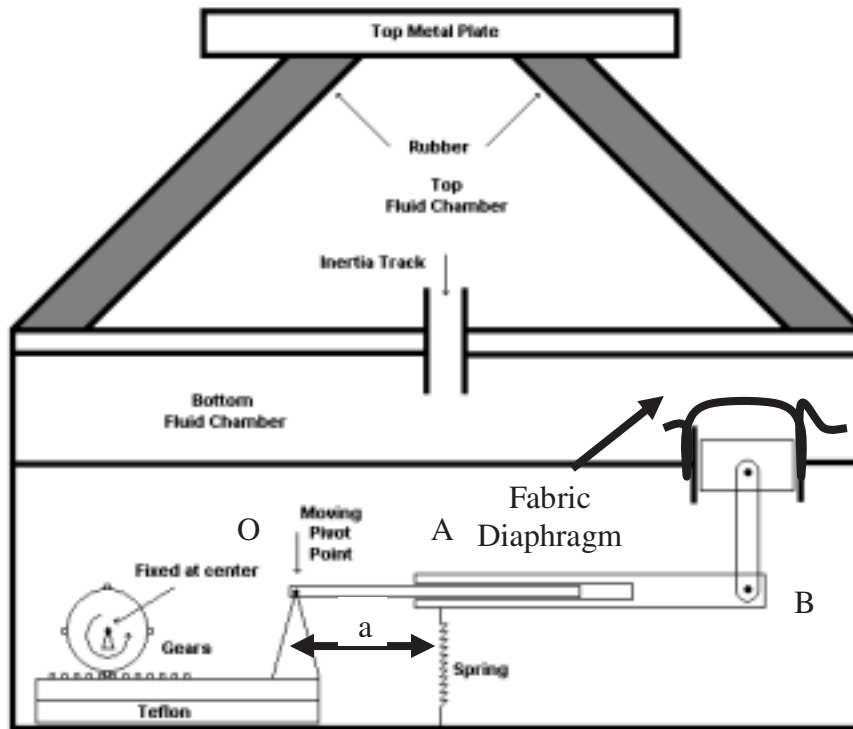 Top Metal Plate
Rubber
Top
Fluid Chamber
Inertia Track
Bottom
Fluid Chamber
Fabric
Diaphragm
O
Moving
Pivot
Point
A
Fixed at center
B
a
Gears
Spring
Teflon